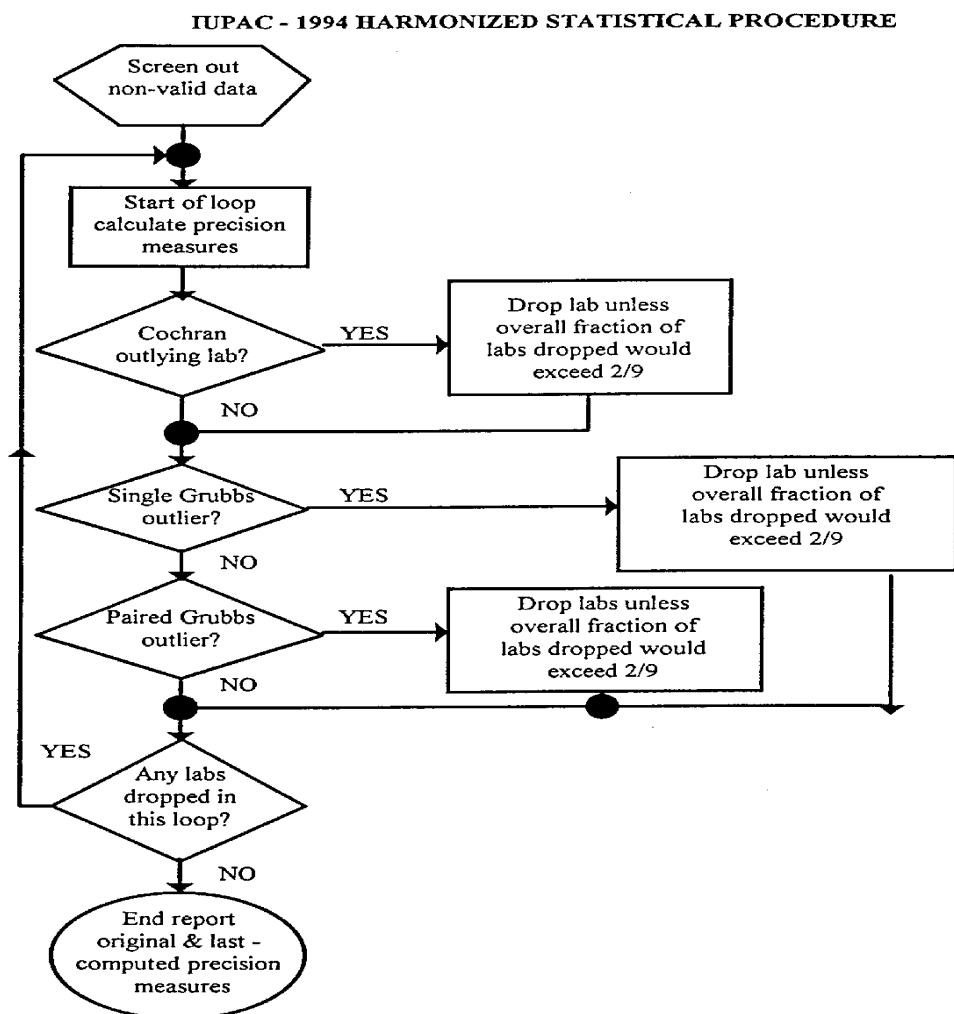 IUPAC - 1994 HARMONIZED STATISTICAL PROCEDURE
Screen out
non-valid data
Start of loop
calculate precision
measures
Cochran
outlying lab?
YES
Drop lab unless
overall fraction of
labs dropped would
exceed 2/9
NO
Single Grubbs
outlier?
YES
Drop lab unless
overall fraction of
labs dropped would
exceed 2/9
NO
Paired Grubbs
outlier?
YES
Drop labs unless
overall fraction of
labs dropped would
exceed 2/9
NO
YES
Any labs
dropped in
this loop?
NO
End report
original & last -
computed precision
measures